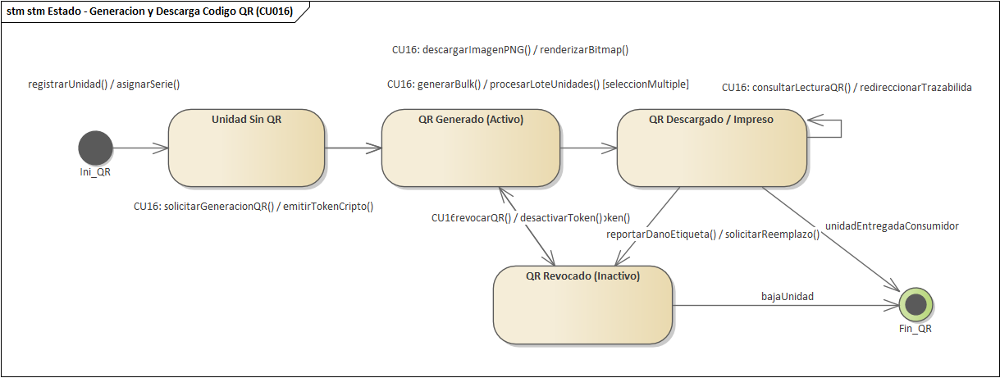 stm stm Estado - Generacion y Descarga Codigo QR (CU016)
CU16: descargarImagenPNG() / renderizarBitmap()
registrarUnidad() / asignarSerie()
CU16: generarBulk() / procesarLoteUnidades() [seleccionMultiple]
CU16: consultarLecturaQR() / redireccionarTrazabilida
Unidad Sin QR
QR Generado (Activo)
QR Descargado / Impreso
Ini_QR
CU16: solicitarGeneracionQR() / emitirTokenCripto()
CU16
revocarQR() / desactivarToken()
oken()
unidadEntregadaConsumidor
reportarDanoEtiqueta() / solicitarReemplazo()
QR Revocado (Inactivo)
bajaUnidad
Fin_QR